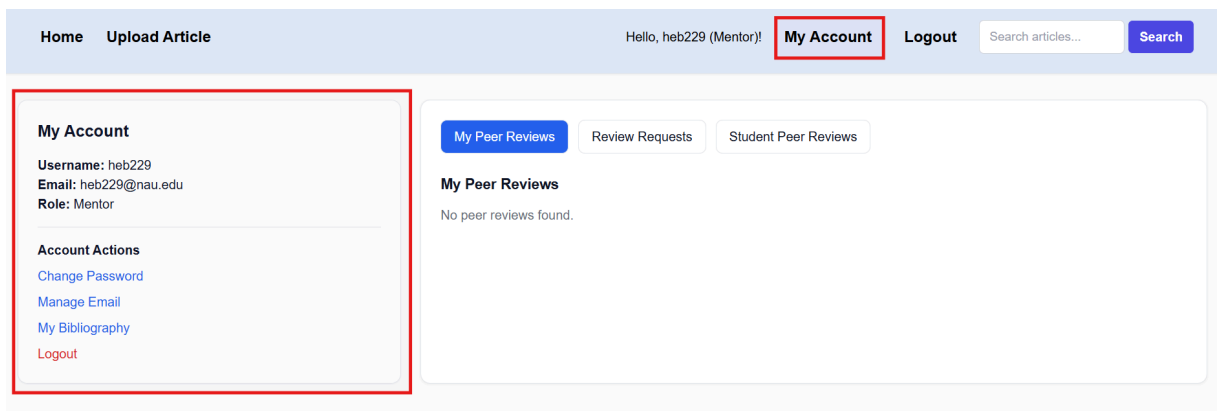 Home Upload Article Hello, heb229 (Mentor)! My Account Logout Search articles... Search
My Account
Username: heb229
Email: heb229@nau.edu
Role: Mentor
Account Actions
Change Password
Manage Email
My Bibliography
Logout
My Peer Reviews Review Requests Student Peer Reviews
My Peer Reviews
No peer reviews found.